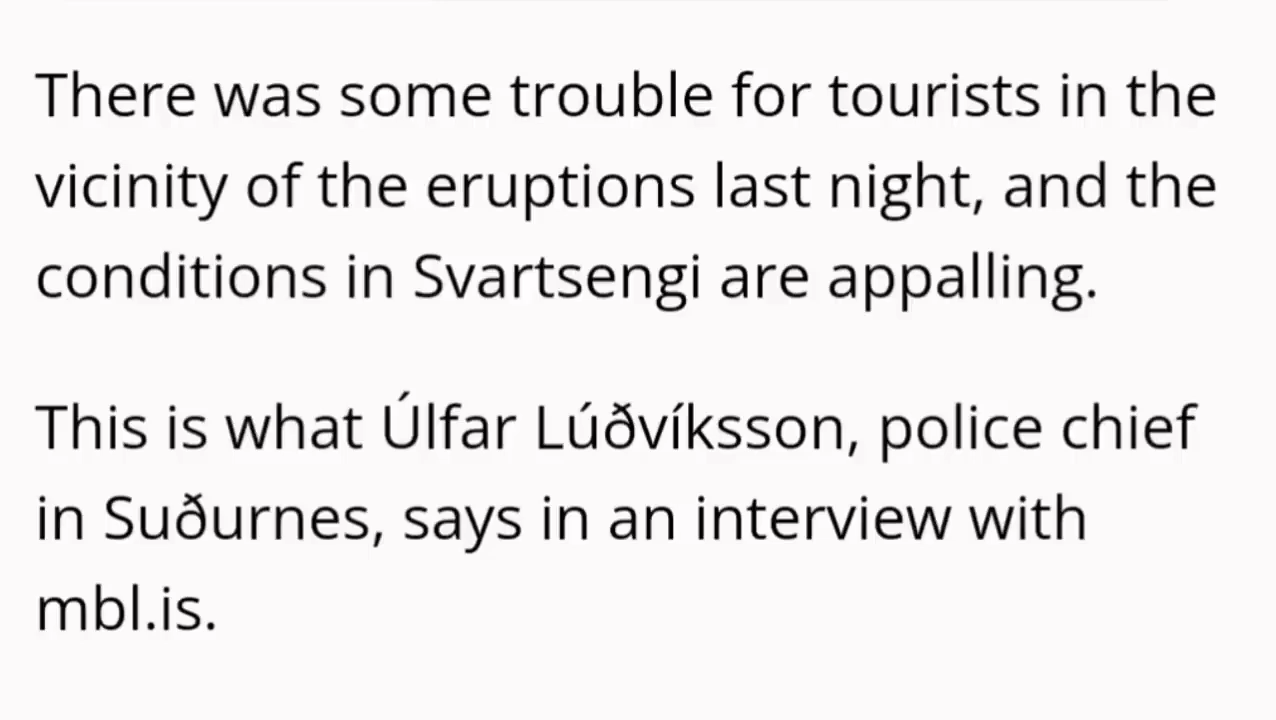 There was some trouble for tourists in the
vicinity of the eruptions last night, and the
conditions in Svartsengi are appalling.
This is what Úlfar Lúðvíksson, police chief
in Suðurnes, says in an interview with
mbl.is.